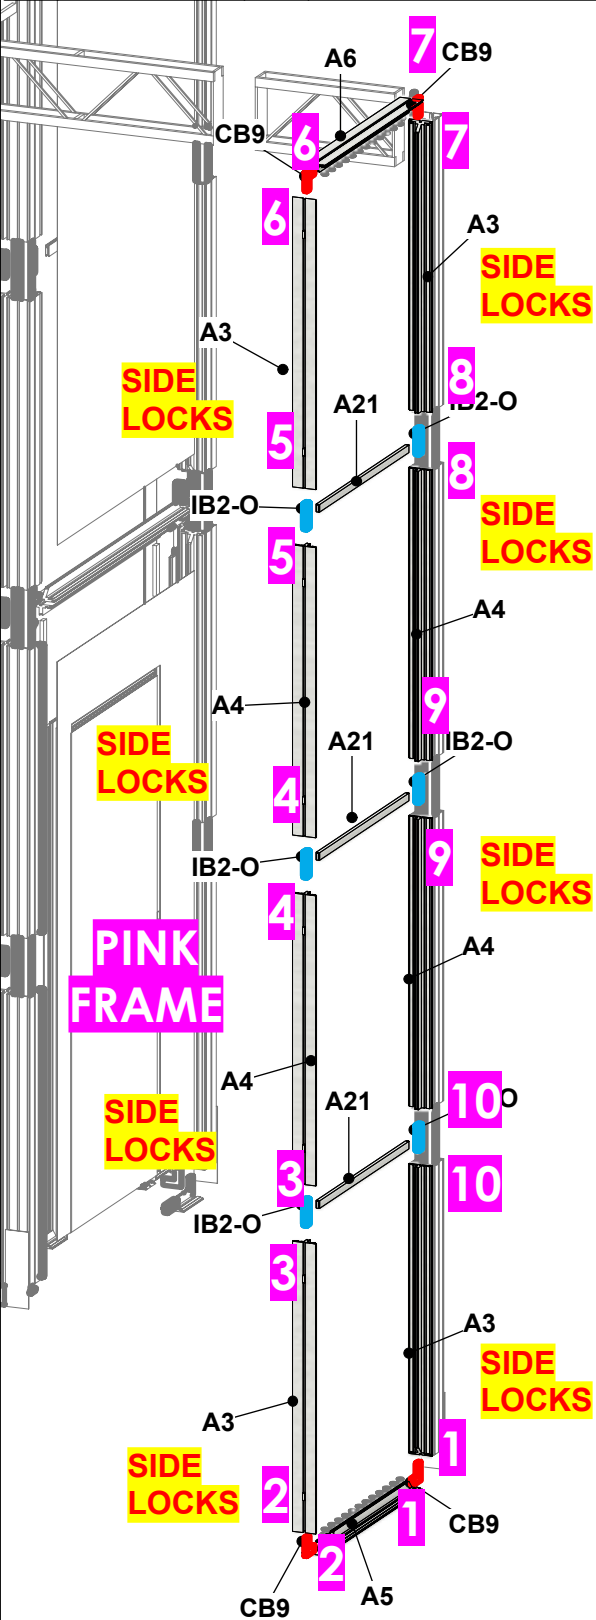 7
A6
CB9
CB9
6
7
6
A3
SIDE
LOCKS
A3
SIDE
LOCKS
8
A21
IB2-O
5
8
IB2-O
SIDE
LOCKS
5
A4
9
A4
SIDE
LOCKS
A21
IB2-O
4
9
SIDE
LOCKS
IB2-O
4
PINK
FRAME
A4
A4
A21
10
O
SIDE
LOCKS
3
10
IB2-O
3
A3
SIDE
LOCKS
A3
1
SIDE
LOCKS
2
1
CB9
2
A5
CB9